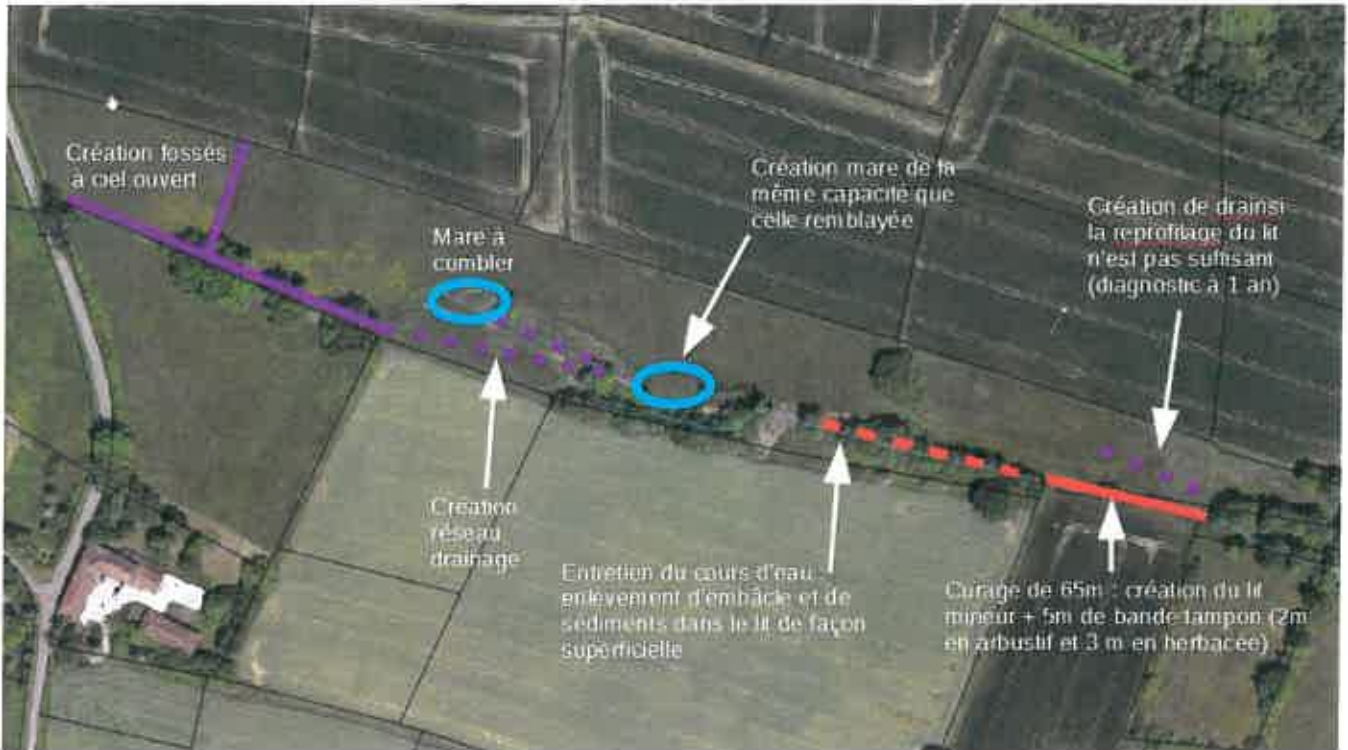 Création fossés
à ciel ouvert
Mare à
combler
Création mare de la
même capacité que
celle remblayée
Création de drainsi
la reprofilage du lit
n'est pas suffisant
(diagnostic à 1 an)
Création
réseau
drainage
Entretien du cours d'eau :
enlèvement d'embâcle et de
sédiments dans le lit de façon
superficielle
Curage de 65m : création du lit
mineur + 5m de bande tampon (2m
en arbustif et 3 m en herbacée)